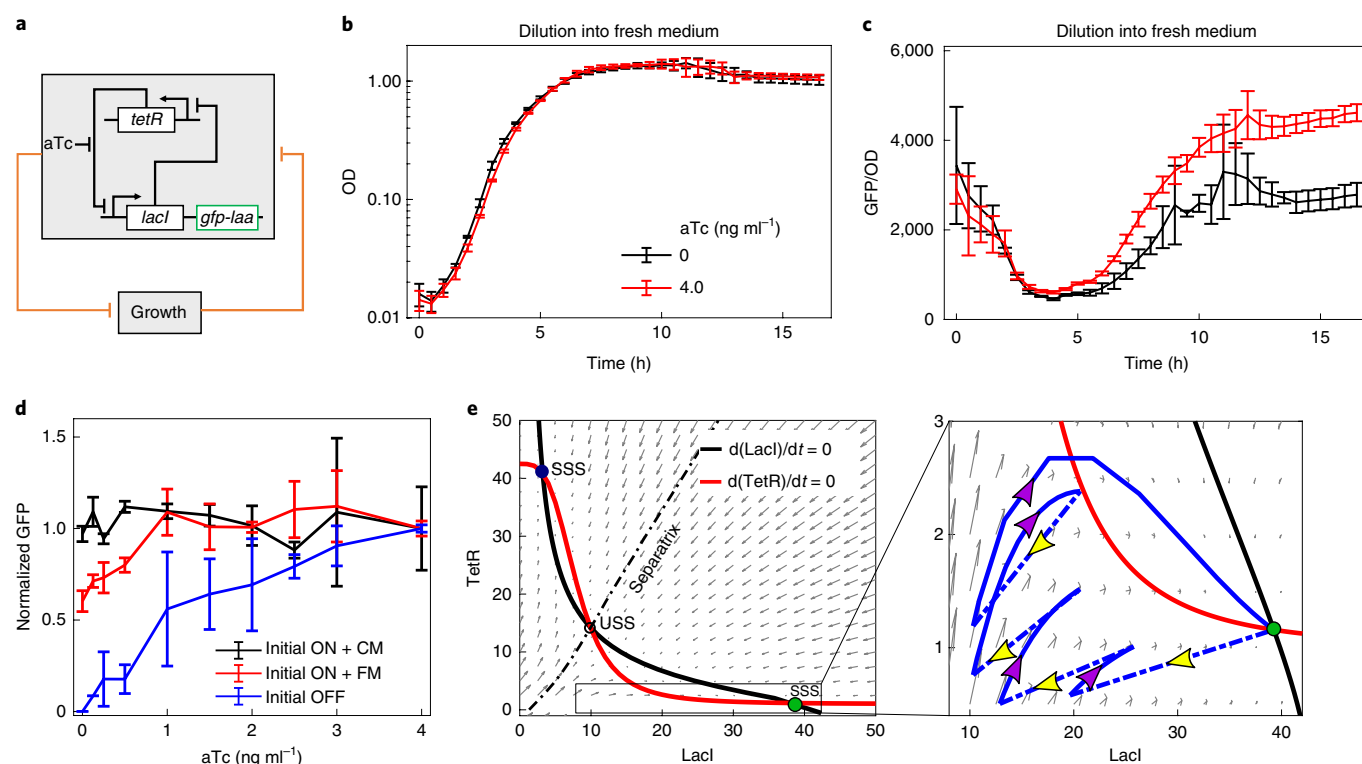 a
aTc
tetR
lacI
gfp-laa
Growth
b
Dilution into fresh medium
OD
1.00
0.10
0.01
aTc (ng ml⁻¹)
0
4.0
0 5 10 15
Time (h)
c
Dilution into fresh medium
GFP/OD
6,000
4,000
2,000
0
0 5 10 15
Time (h)
d
Normalized GFP
1.5
1.0
0.5
0
Initial ON + CM
Initial ON + FM
Initial OFF
0 1 2 3 4
aTc (ng ml⁻¹)
e
TetR
50
40
30
20
10
0
d(LacI)/dt = 0
d(TetR)/dt = 0
SSS
Separatrix
USS
SSS
0 10 20 30 40 50
LacI
3
2
1
10 20 30 40
LacI